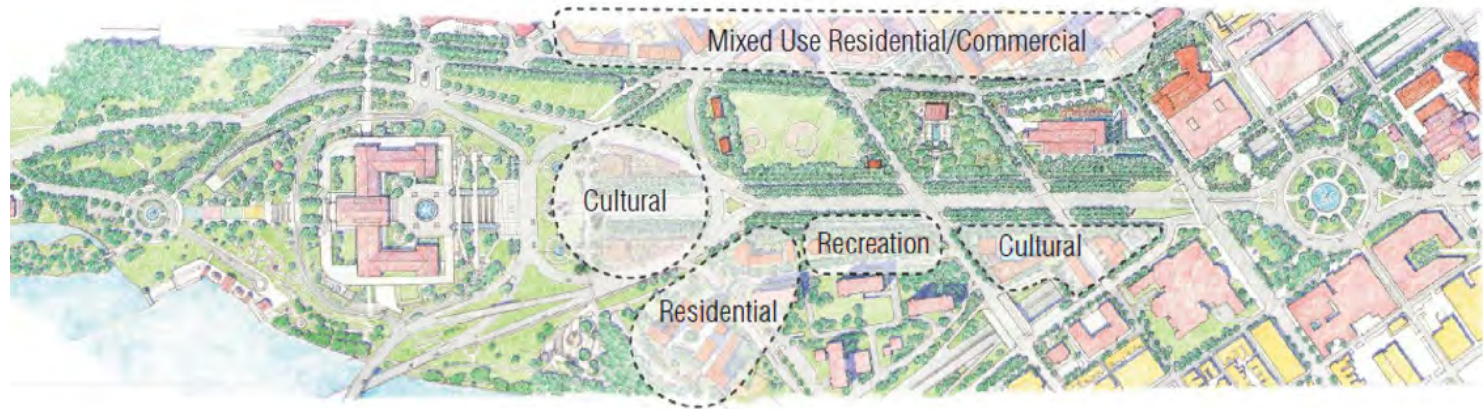 Mixed Use Residential/Commercial
Cultural
Recreation
Cultural
Residential